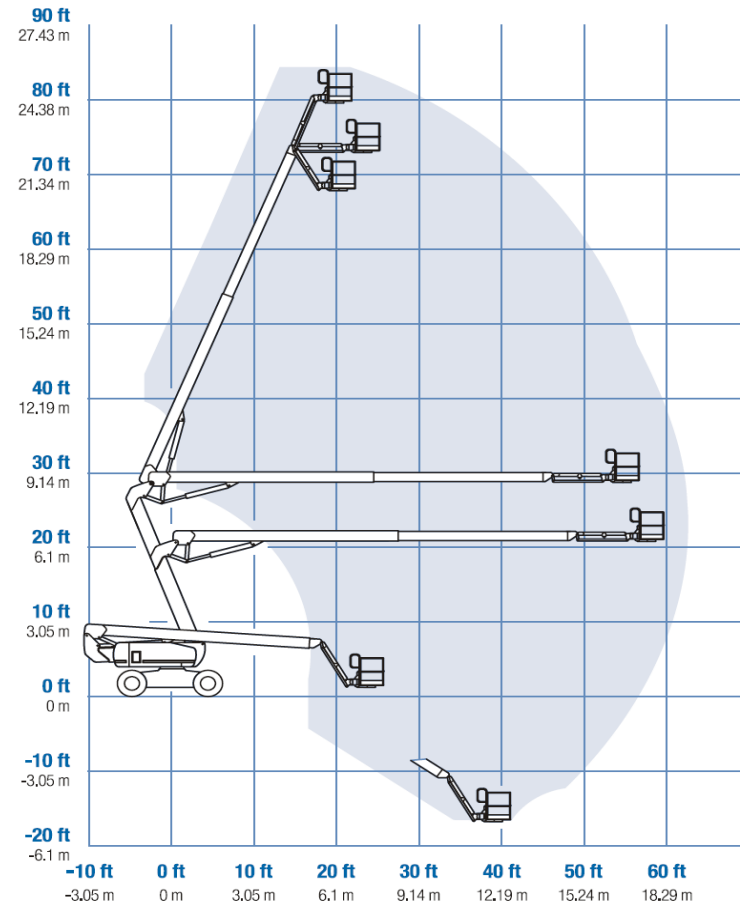 90 ft
27.43 m
80 ft
24.38 m
70 ft
21.34 m
60 ft
18.29 m
50 ft
15.24 m
40 ft
12.19 m
30 ft
9.14 m
20 ft
6.1 m
10 ft
3.05 m
0 ft
0 m
-10 ft
-3.05 m
-20 ft
-6.1 m
-10 ft 0 ft 10 ft 20 ft 30 ft 40 ft 50 ft 60 ft
-3.05 m 0 m 3.05 m 6.1 m 9.14 m 12.19 m 15.24 m 18.29 m